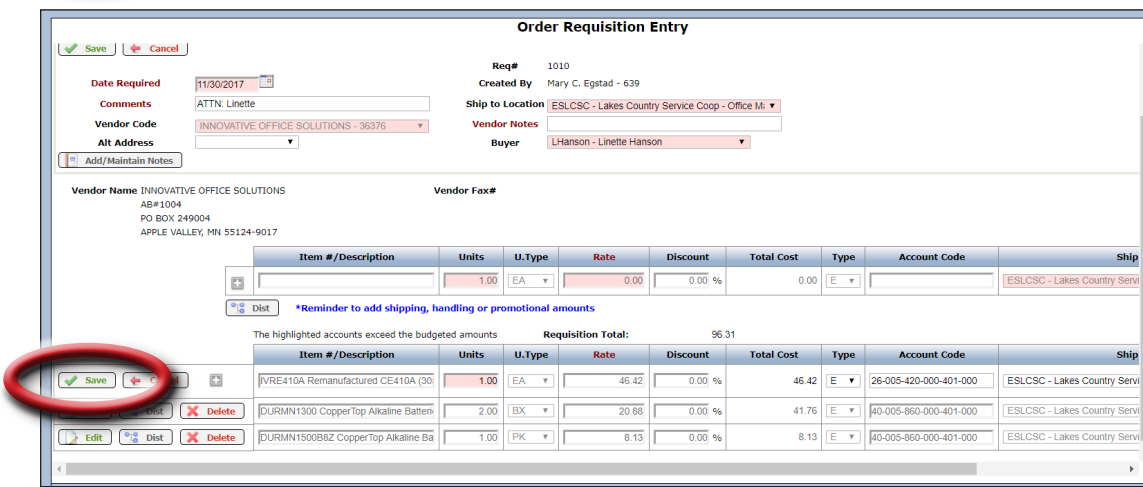 Order Requisition Entry
Save Cancel
Req# 1010
Date Required 11/30/2017 Created By Mary C. Egstad - 639
Comments ATTN: Linette Ship to Location ESLCSC - Lakes Country Service Coop - Office Ma
Vendor Code INNOVATIVE OFFICE SOLUTIONS - 36376 Vendor Notes
Alt Address Buyer LHanson - Linette Hanson
Add/Maintain Notes
Vendor Name INNOVATIVE OFFICE SOLUTIONS Vendor Fax#
AB#1004
PO BOX 249004
APPLE VALLEY, MN 55124-9017
Item #/Description Units U.Type Rate Discount Total Cost Type Account Code Ship
1.00 EA 0.00 0.00 % 0.00 E ESLCSC - Lakes Country Servi
Dist *Reminder to add shipping, handling or promotional amounts
The highlighted accounts exceed the budgeted amounts Requisition Total: 96.31
Item #/Description Units U.Type Rate Discount Total Cost Type Account Code Ship
Save IVRE410A Remanufactured CE410A (30 1.00 EA 46.42 0.00 % 46.42 E 26-005-420-000-401-000 ESLCSC - Lakes Country Servi
Dist Delete DURMN1300 CopperTop Alkaline Batteri 2.00 BX 20.88 0.00 % 41.76 E 40-005-860-000-401-000 ESLCSC - Lakes Country Servi
Edit Dist Delete DURMN1500B8Z CopperTop Alkaline Ba 1.00 PK 8.13 0.00 % 8.13 E 40-005-860-000-401-000 ESLCSC - Lakes Country Servi